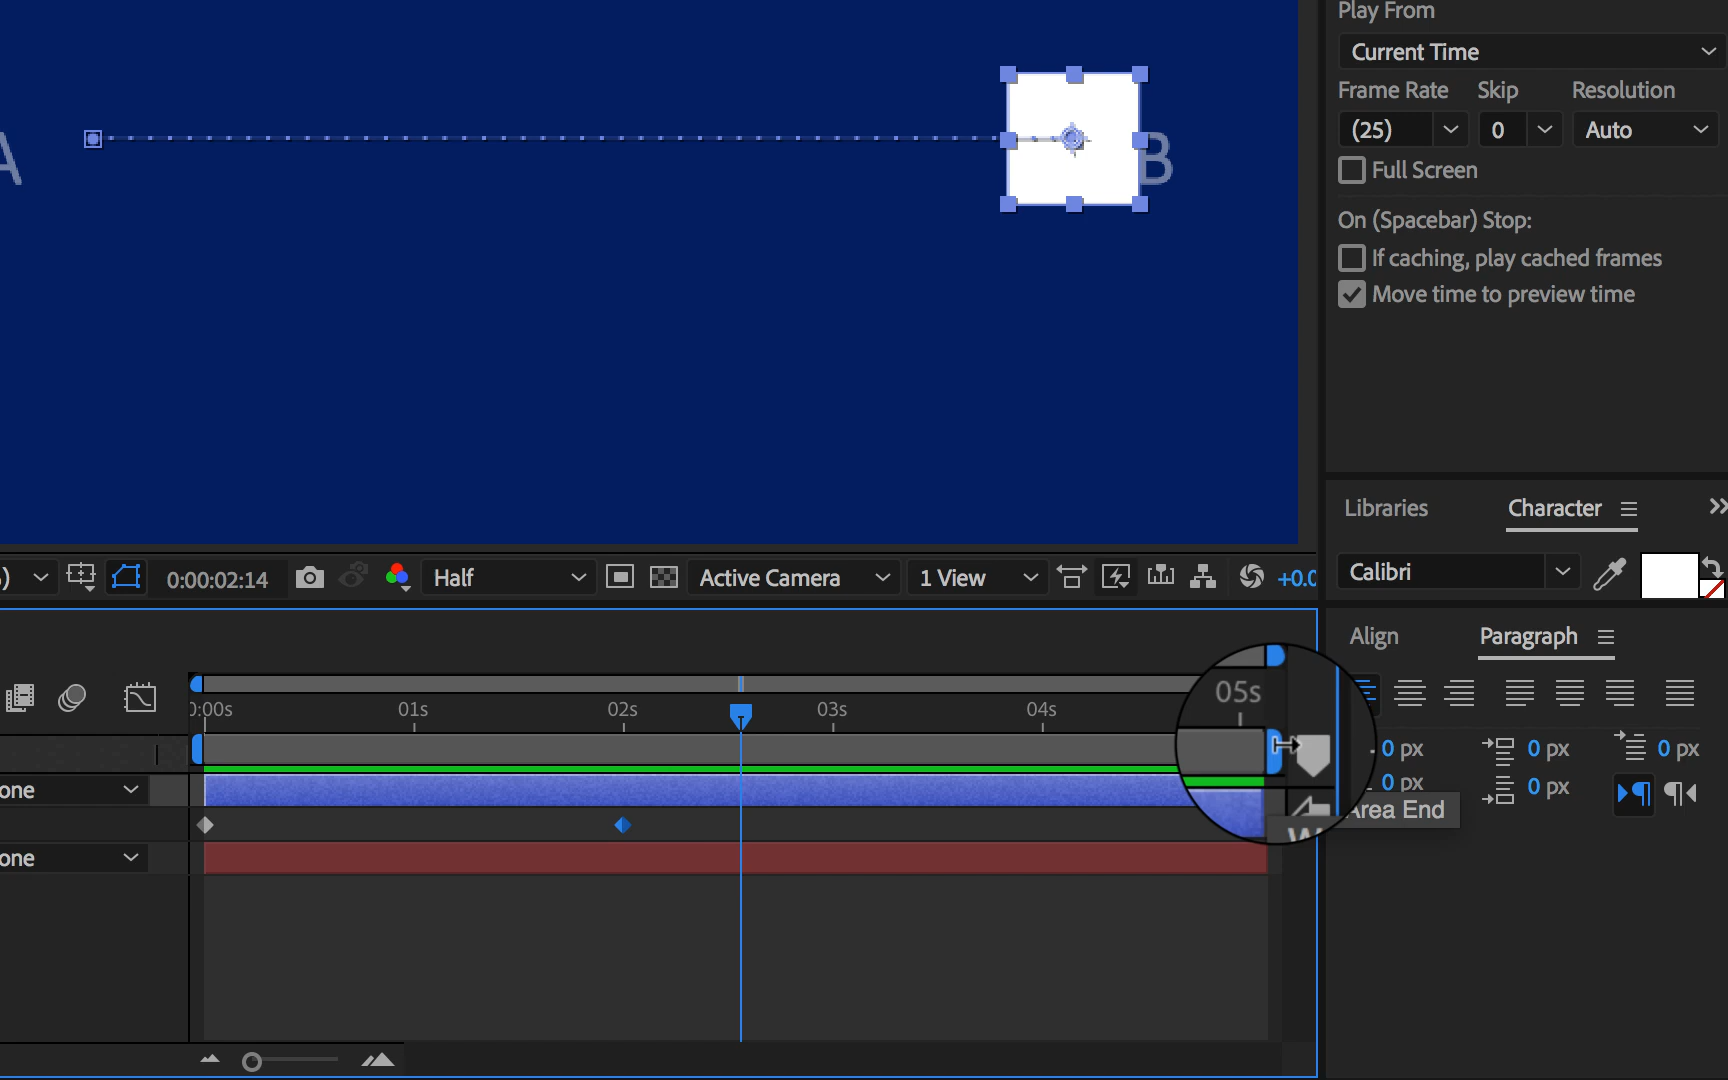 Play From
Current Time
Frame Rate Skip Resolution
(25) 0 Auto
Full Screen
On (Spacebar) Stop:
If caching, play cached frames
Move time to preview time
A
B
Libraries Character
Calibri
) 0:00:02:14 Half Active Camera 1 View +0.0
Align Paragraph
0:00s 01s 02s 03s 04s 05s
0 px 0 px 0 px
0 px 0 px
one
Area End
one